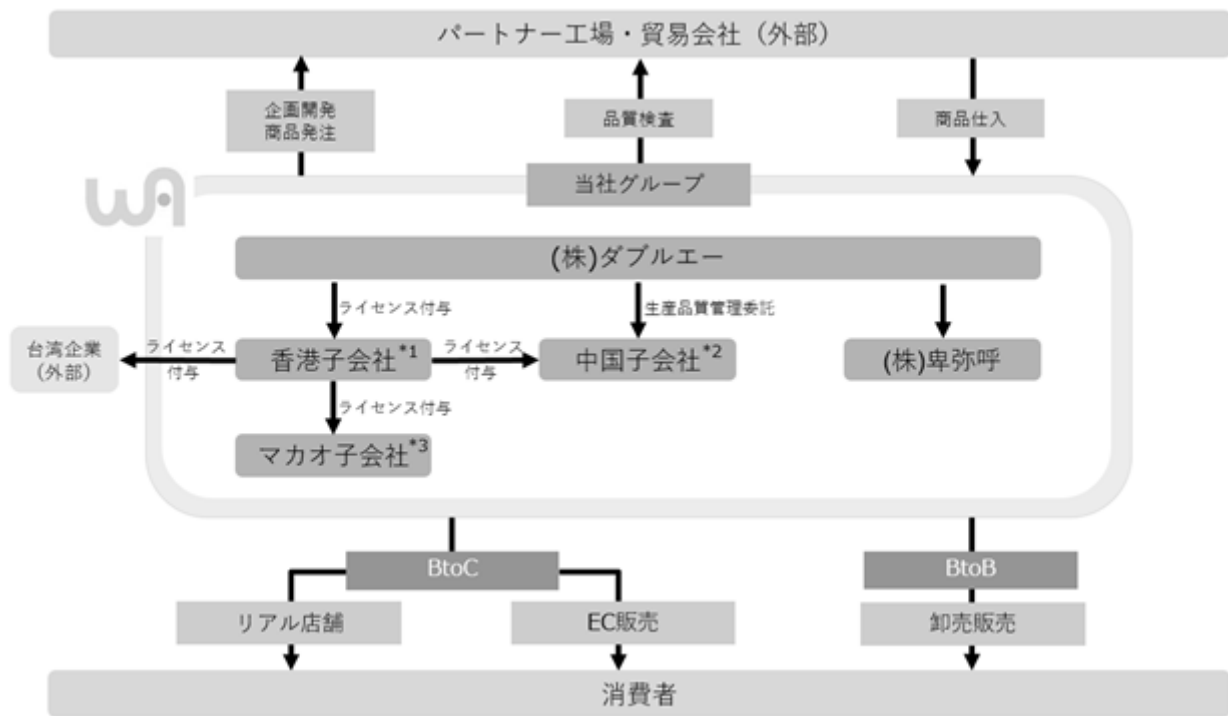 パートナー工場・貿易会社（外部）
企画開発
商品発注
品質検査
商品仕入
当社グループ
WA
(株)ダブルエー
ライセンス付与
生産品質管理委託
台湾企業
（外部）
ライセンス
付与
香港子会社*1
ライセンス
付与
中国子会社*2
(株)卑弥呼
ライセンス付与
マカオ子会社*3
BtoC
BtoB
リアル店舗
EC販売
卸売販売
消費者